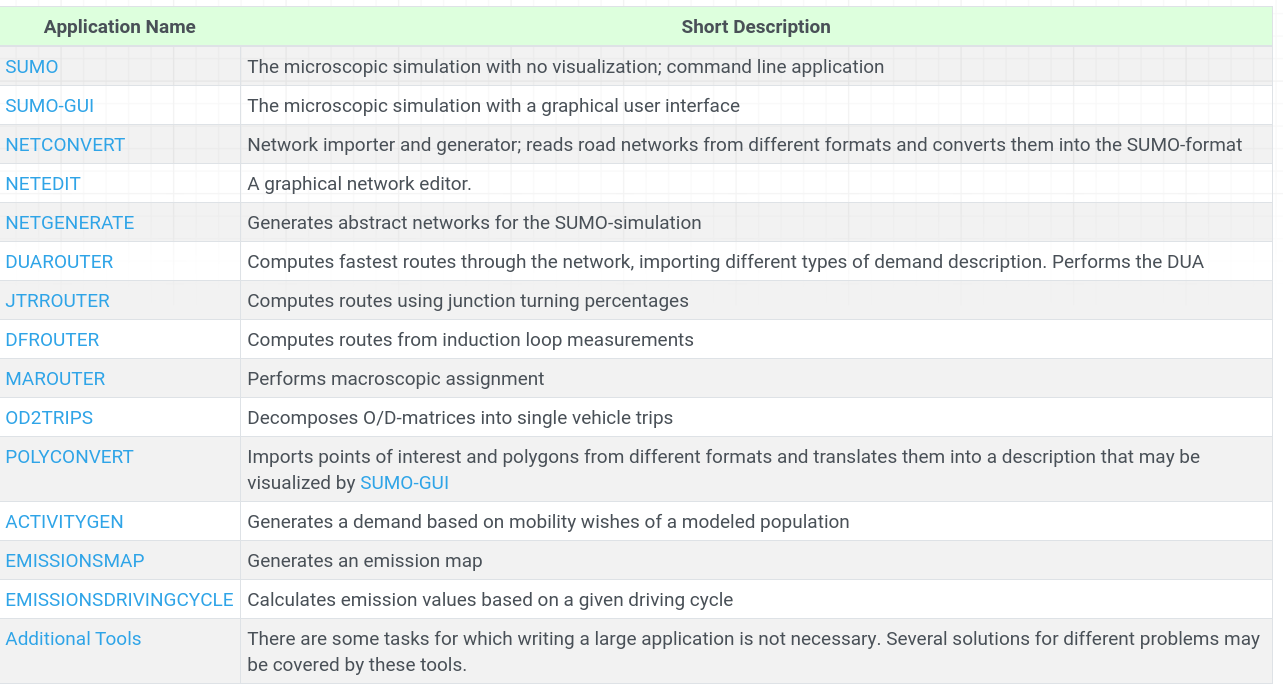 Application Name Short Description
SUMO The microscopic simulation with no visualization; command line application
SUMO-GUI The microscopic simulation with a graphical user interface
NETCONVERT Network importer and generator; reads road networks from different formats and converts them into the SUMO-format
NETEDIT A graphical network editor.
NETGENERATE Generates abstract networks for the SUMO-simulation
DUAROUTER Computes fastest routes through the network, importing different types of demand description. Performs the DUA
JTRROUTER Computes routes using junction turning percentages
DFROUTER Computes routes from induction loop measurements
MAROUTER Performs macroscopic assignment
OD2TRIPS Decomposes O/D-matrices into single vehicle trips
POLYCONVERT Imports points of interest and polygons from different formats and translates them into a description that may be
visualized by SUMO-GUI
ACTIVITYGEN Generates a demand based on mobility wishes of a modeled population
EMISSIONSMAP Generates an emission map
EMISSIONSDRIVINGCYCLE Calculates emission values based on a given driving cycle
Additional Tools There are some tasks for which writing a large application is not necessary. Several solutions for different problems may
be covered by these tools.